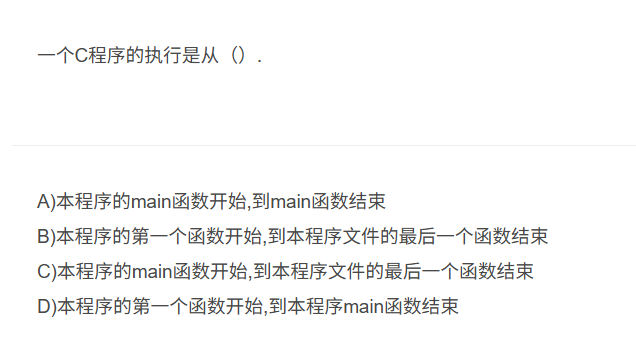 一个C程序的执行是从（）.
A)本程序的main函数开始,到main函数结束
B)本程序的第一个函数开始,到本程序文件的最后一个函数结束
C)本程序的main函数开始,到本程序文件的最后一个函数结束
D)本程序的第一个函数开始,到本程序main函数结束